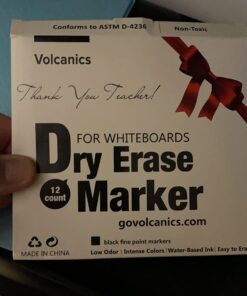 Conforms to ASTM D-4236 Non-Toxic
Volcanics
Thank You Teacher!
FOR WHITEBOARDS
Dry Erase
12 count
Marker
govolcanics.com
black fine point markers
MADE IN CHINA
Low Odor | Intense Colors | Water-Based Ink | Easy to Era